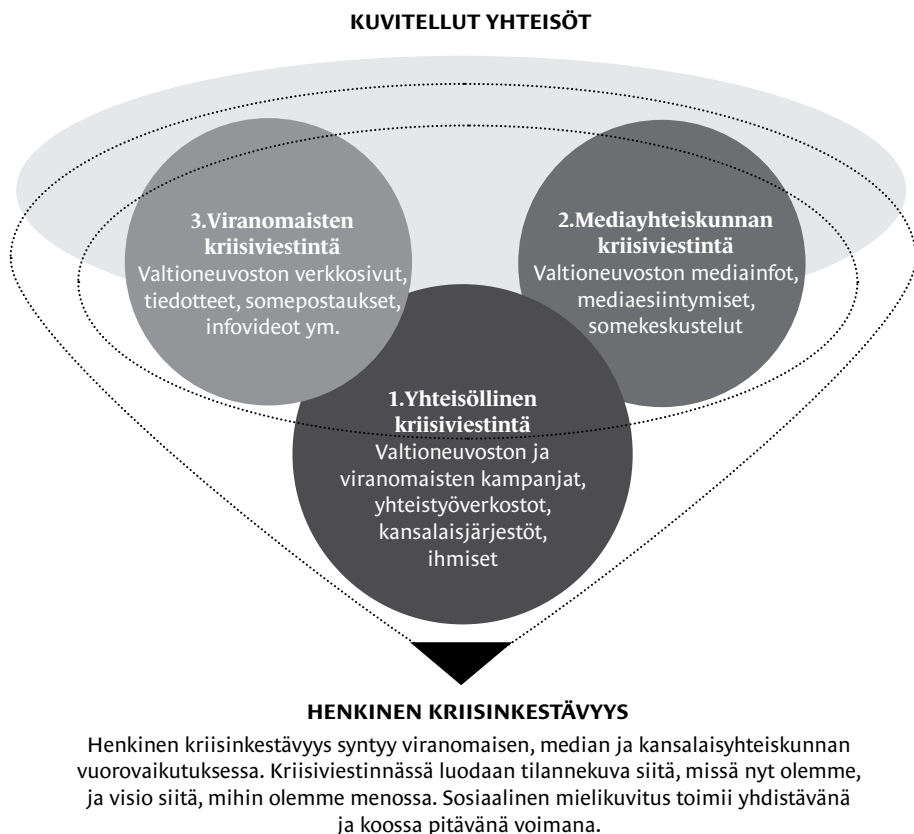 KUVITELLUT YHTEISÖT
3.Viranomaisten
kriisiviestintä
Valtioneuvoston verkkosivut,
tiedotteet, somepostaukset,
infovideot ym.
2.Mediayhteiskunnan
kriisiviestintä
Valtioneuvoston mediainfot,
mediaesiintymiset,
somekeskustelut
1.Yhteisöllinen
kriisiviestintä
Valtioneuvoston ja
viranomaisten kampanjat,
yhteistyöverkostot,
kansalaisjärjestöt,
ihmiset
HENKINEN KRIISINKESTÄVYYS
Henkinen kriisinkestävyys syntyy viranomaisen, median ja kansalaisyhteiskunnan
vuorovaikutuksessa. Kriisiviestinnässä luodaan tilannekuva siitä, missä nyt olemme,
ja visio siitä, mihin olemme menossa. Sosiaalinen mielikuvitus toimii yhdistävänä
ja koossa pitävänä voimana.